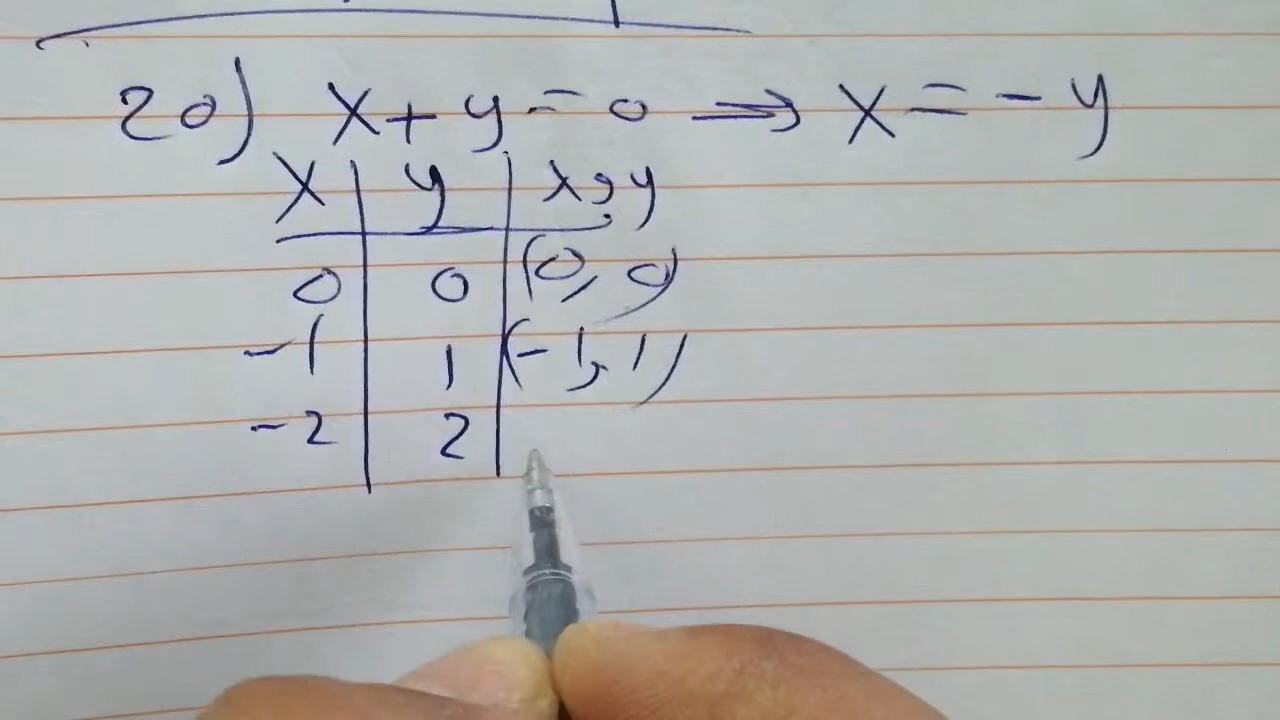 20) x + y = 0 ⇒ x = - y
x y x, y
0 0 (0, 0)
-1 1 (-1, 1)
-2 2